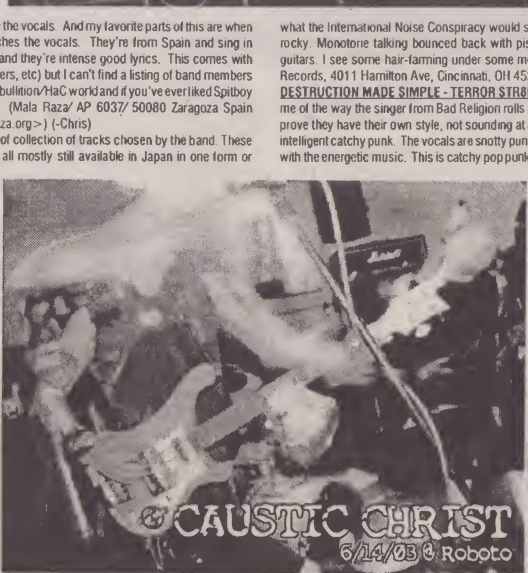 the vocals. And my favorite parts of this are when
ches the vocals. They're from Spain and sing in
and they're intense good lyrics. This comes with
ers, etc) but I can't find a listing of band members
bullition/HaC world and if you've ever liked Spitboy
(Mala Raza/ AP 6037/ 50080 Zaragoza Spain
za.org>) (-Chris)
of collection of tracks chosen by the band. These
all mostly still available in Japan in one form or
what the International Noise Conspiracy would s
rocky. Monotone talking bounced back with pis
guitars. I see some hair-farming under some m
Records, 4011 Hamilton Ave, Cincinnati, OH 452
DESTRUCTION MADE SIMPLE - TERROR STR8
me of the way the singer from Bad Religion rolls
prove they have their own style, not sounding at
intelligent catchy punk. The vocals are snotty pun
with the energetic music. This is catchy pop punk
Marshall
CAUSTIC CHRIST
6/14/03 @ Roboto